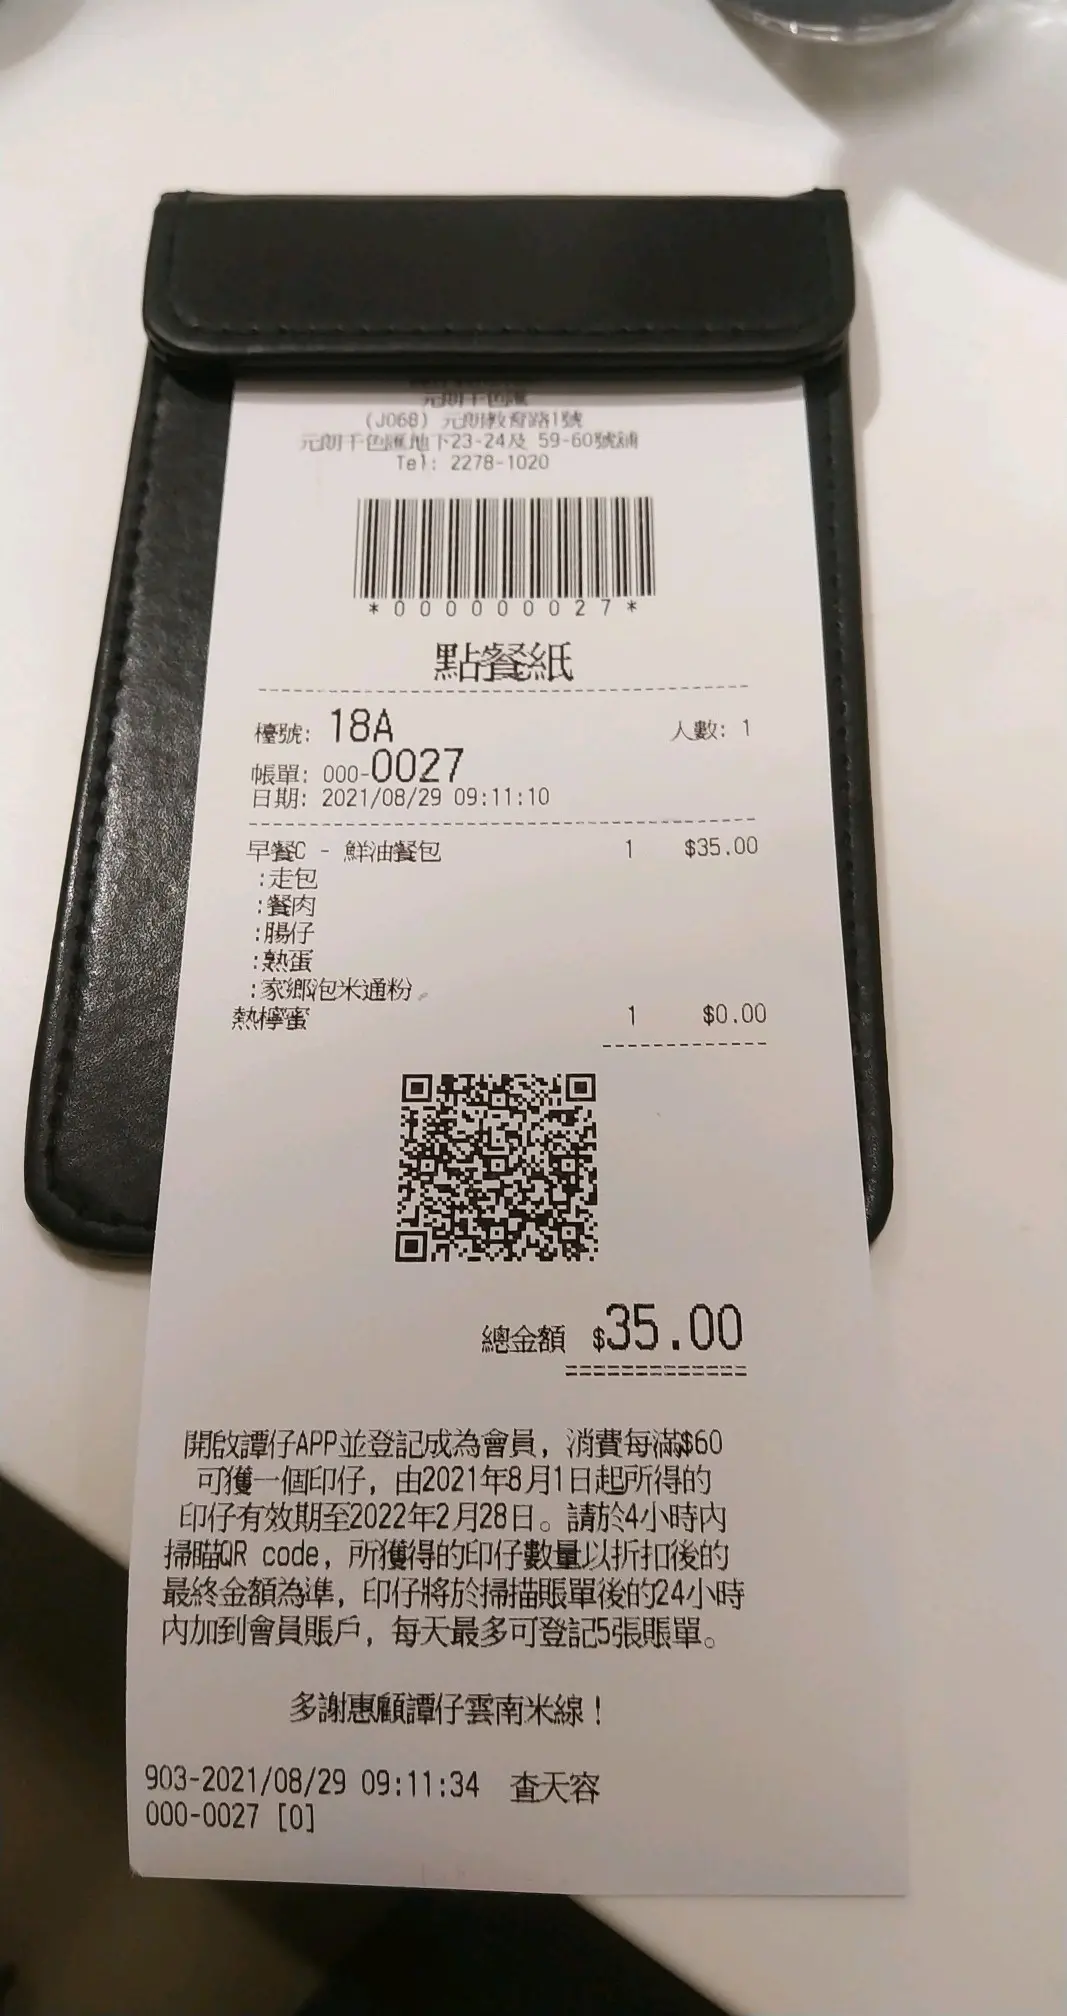 元朗千色匯
(J068) 元朗教育路1號
元朗千色匯地下23-24及 59-60號舖
Tel: 2278-1020
*000000027*
點餐紙
檯號: 18A 人數: 1
帳單: 000-0027
日期: 2021/08/29 09:11:10
早餐C - 鮮油餐包 1 $35.00
:走包
:餐肉
:腸仔
:熟蛋
:家鄉泡米通粉
熱檸蜜 1 $0.00
總金額 $35.00
開啟譚仔APP並登記成為會員, 消費每滿$60
可獲一個印仔, 由2021年8月1日起所得的
印仔有效期至2022年2月28日。請於4小時內
掃瞄QR code, 所獲得的印仔數量以折扣後的
最終金額為準, 印仔將於掃描賬單後的24小時
內加到會員賬戶, 每天最多可登記5張賬單。
多謝惠顧譚仔雲南米線!
903-2021/08/29 09:11:34 查天容
000-0027 [0]